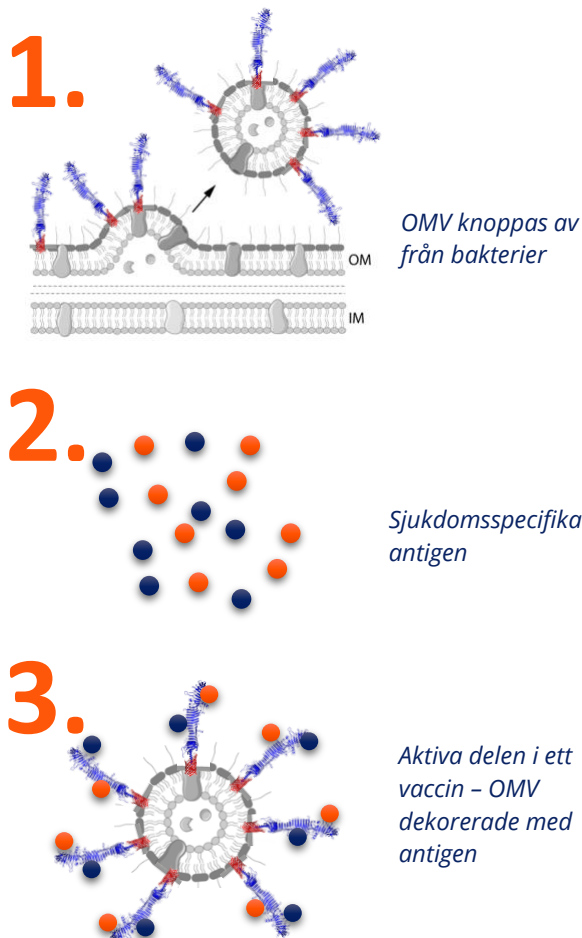 1.
OMV knoppas av
från bakterier
OM
IM
2.
Sjukdomsspecifika
antigen
3.
Aktiva delen i ett
vaccin – OMV
dekorerade med
antigen